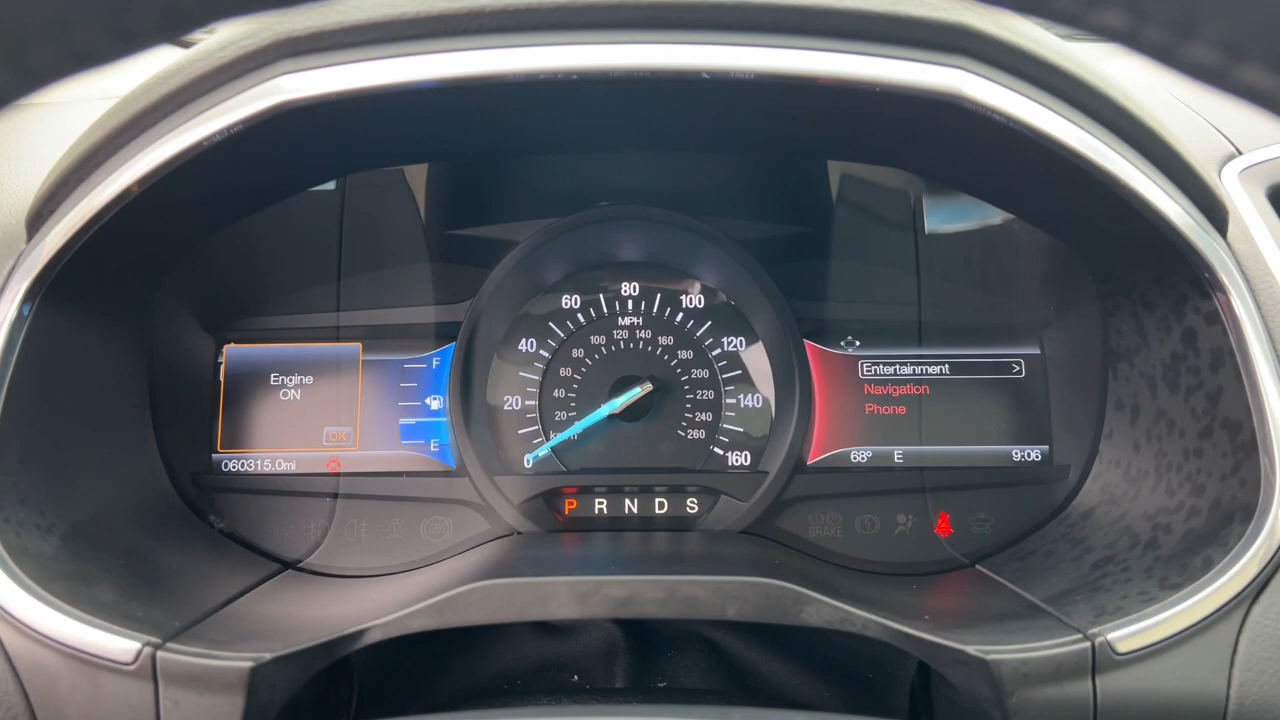 Engine
ON
OK
F
E
060315.0mi
0
20
40
60
80
100
120
140
160
MPH
20
40
60
80
100
120
140
160
180
200
220
240
260
km/h
P R N D S
Entertainment >
Navigation
Phone
68° E 9:06
BRAKE